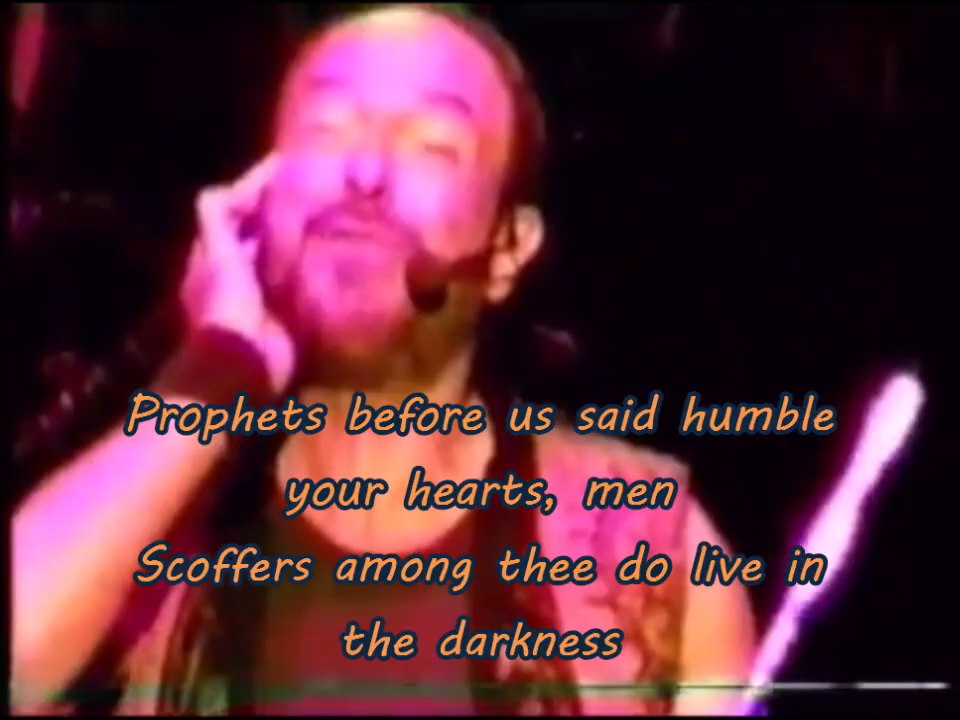 Prophets before us said humble
your hearts, men
Scoffers among thee do live in
the darkness